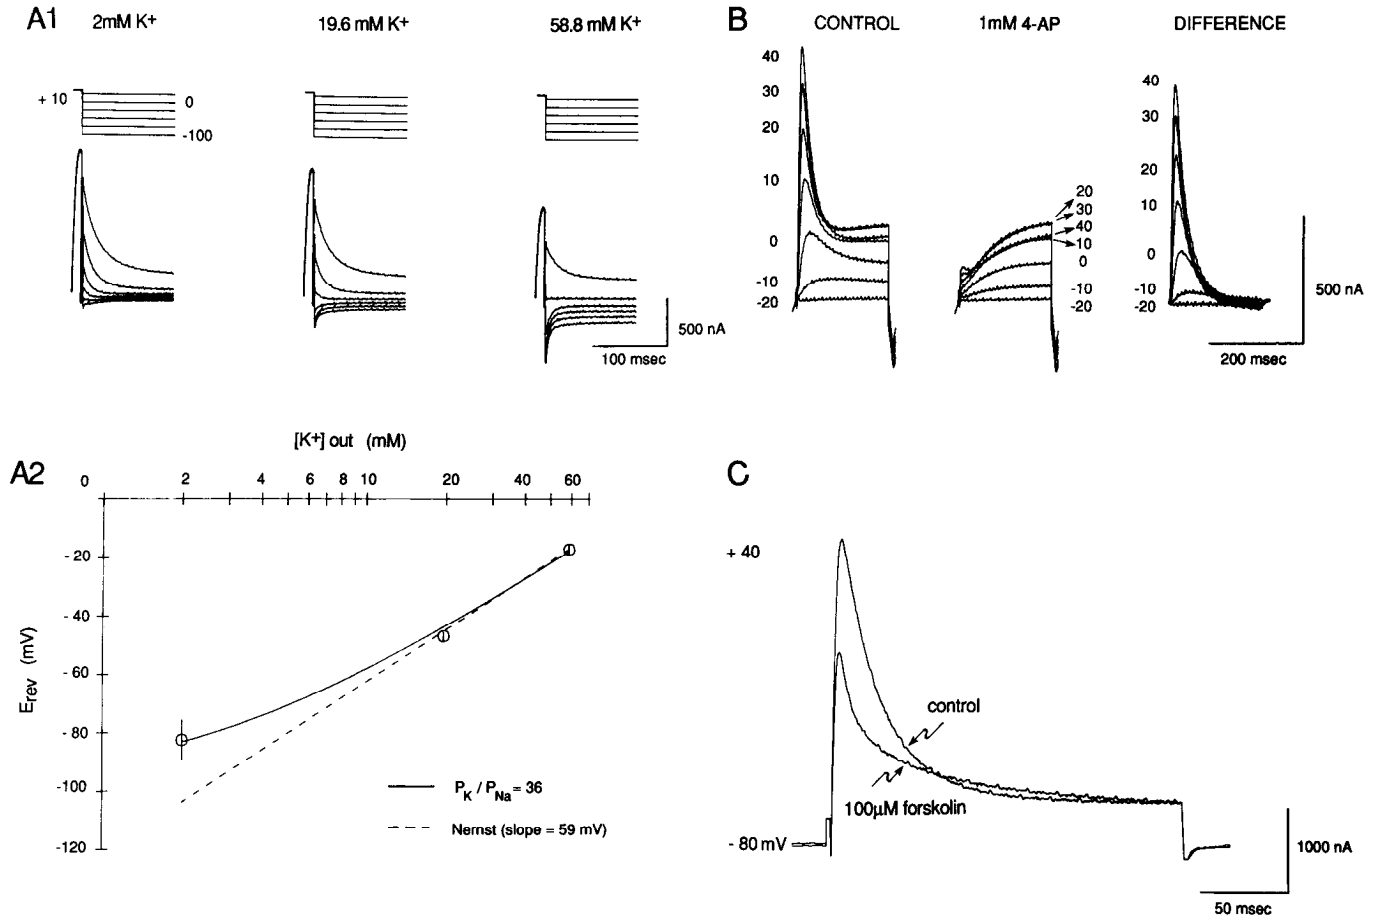 A1
2mM K+
19.6 mM K+
58.8 mM K+
+ 10
0
-100
500 nA
100 msec
B
CONTROL
1mM 4-AP
DIFFERENCE
40
30
20
10
0
-10
-20
20
30
40
10
0
-10
-20
40
30
20
10
0
-10
-20
500 nA
200 msec
A2
[K+] out (mM)
0
2
4
6
8
10
20
40
60
- 20
- 40
- 60
- 80
-100
-120
Erev (mV)
PK / PNa = 36
Nernst (slope = 59 mV)
C
+ 40
control
100μM forskolin
- 80 mV
1000 nA
50 msec